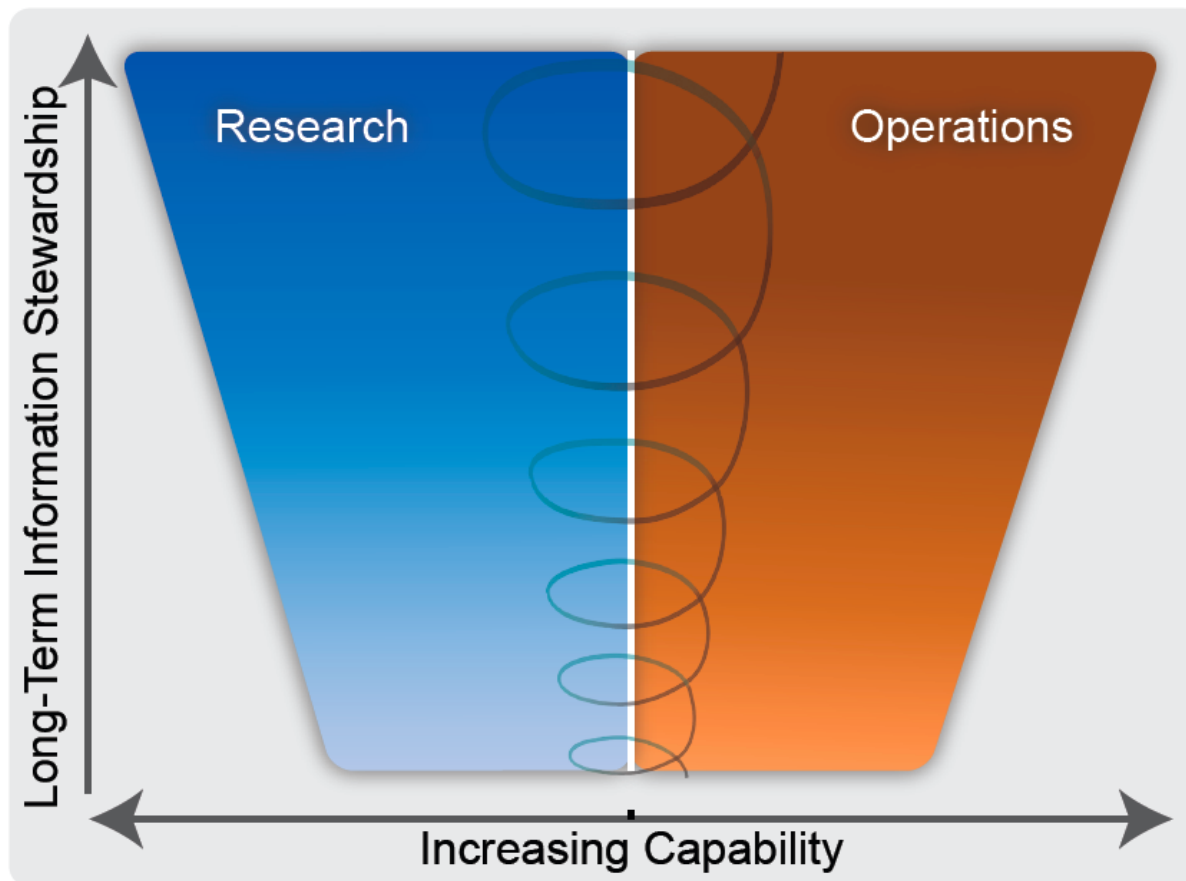 Research
Operations
Long-Term Information Stewardship
Increasing Capability